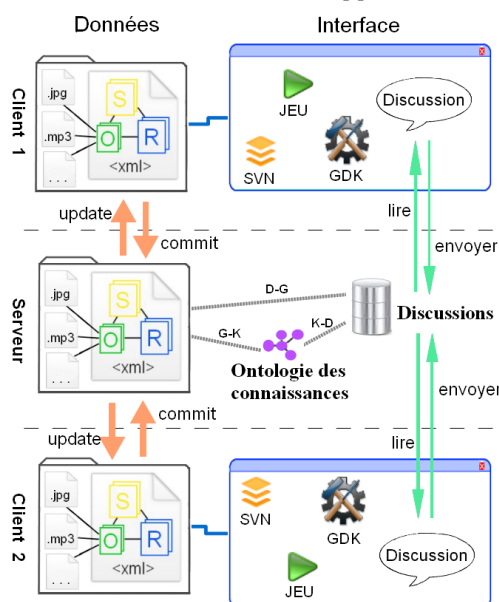 Données
Interface
Client 1
.jpg
.mp3
. . .
S
O
R
<xml>
JEU
SVN
GDK
Discussion
update
commit
lire
envoyer
Serveur
.jpg
.mp3
. . .
S
O
R
<xml>
D-G
G-K
K-D
Discussions
Ontologie des
connaissances
update
commit
lire
envoyer
Client 2
.jpg
.mp3
. . .
S
O
R
<xml>
SVN
GDK
JEU
Discussion